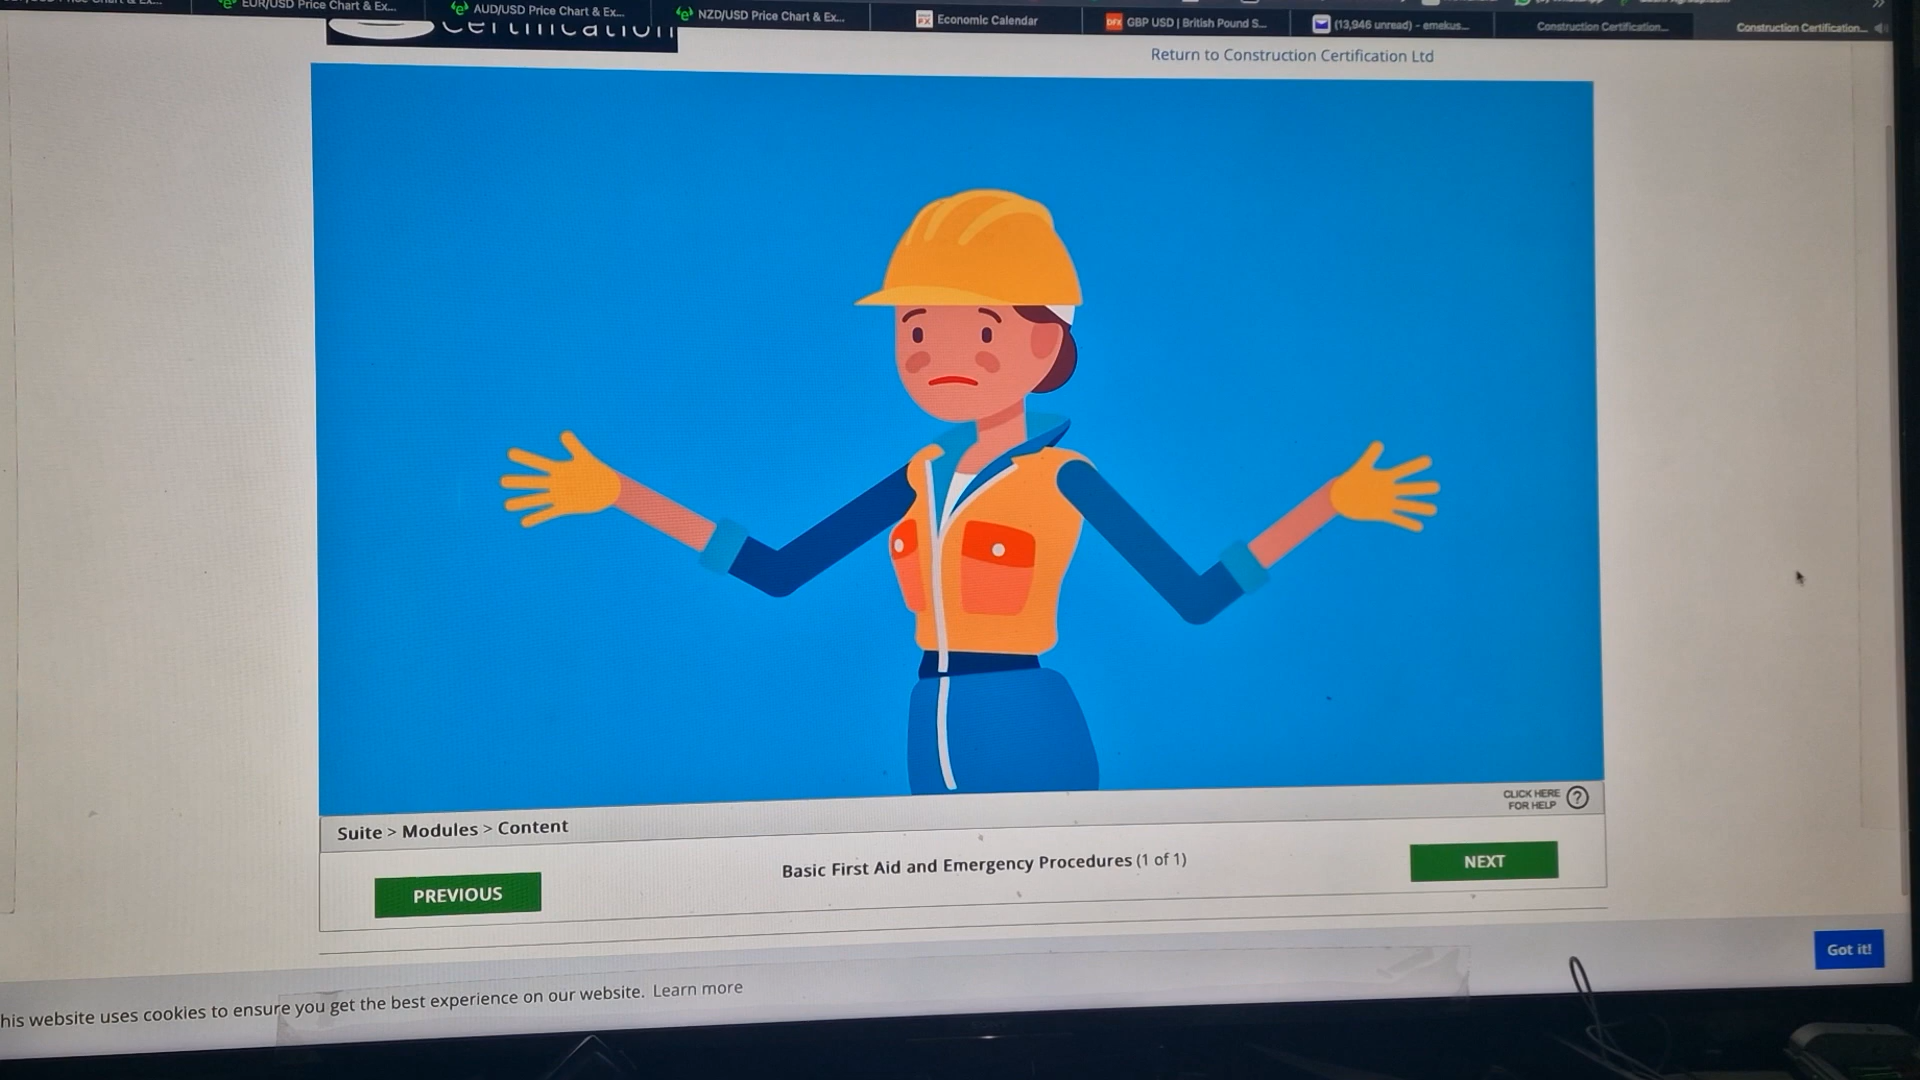 EUR/USD Price Chart & Ex...
AUD/USD Price Chart & Ex...
NZD/USD Price Chart & Ex...
Economic Calendar
GBP USD | British Pound S...
(13,946 unread) - emekus...
Construction Certification...
Construction Certification...
Certification
Return to Construction Certification Ltd
CLICK HERE
FOR HELP
?
Suite > Modules > Content
Basic First Aid and Emergency Procedures (1 of 1)
PREVIOUS
NEXT
Got it!
his website uses cookies to ensure you get the best experience on our website. Learn more